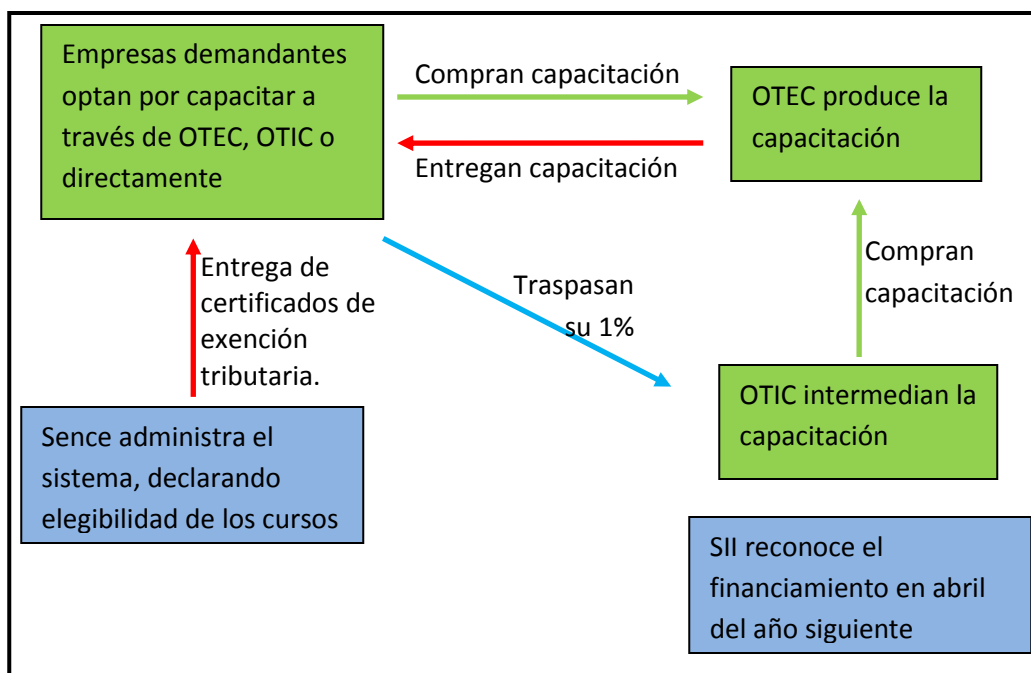 Empresas demandantes
optan por capacitar a
través de OTEC, OTIC o
directamente
Compran capacitación
Entregan capacitación
OTEC produce la
capacitación
Entrega de
certificados de
exención
tributaria.
Traspasan
su 1%
Compran
capacitación
Sence administra el
sistema, declarando
elegibilidad de los cursos
OTIC intermedian la
capacitación
SII reconoce el
financiamiento en abril
del año siguiente